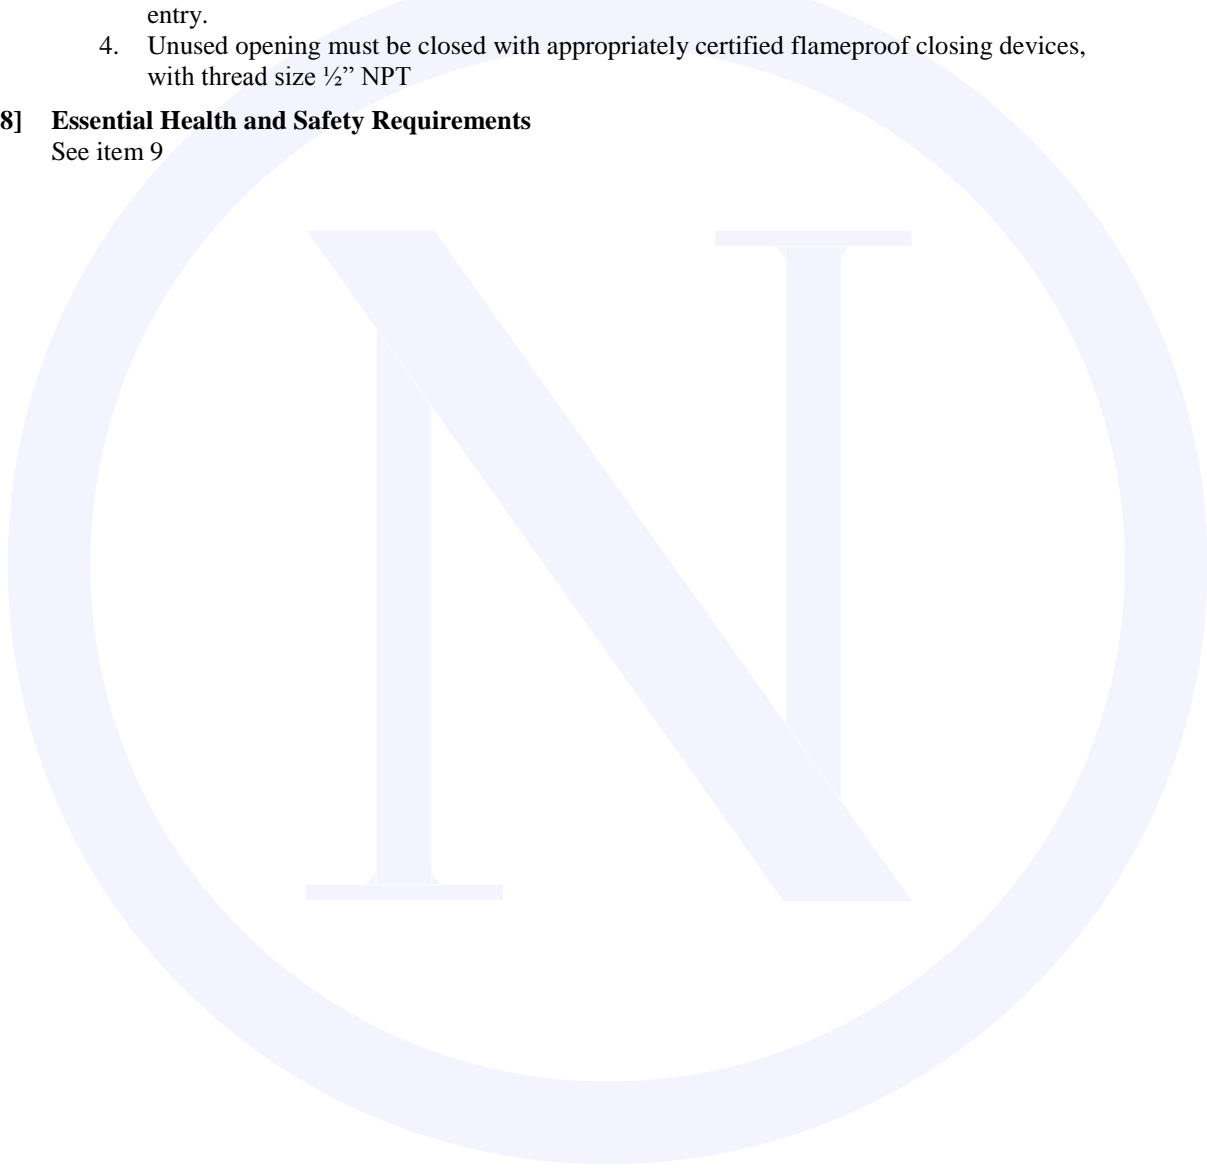 entry.
4. Unused opening must be closed with appropriately certified flameproof closing devices,
with thread size ½” NPT
8] Essential Health and Safety Requirements
See item 9
N